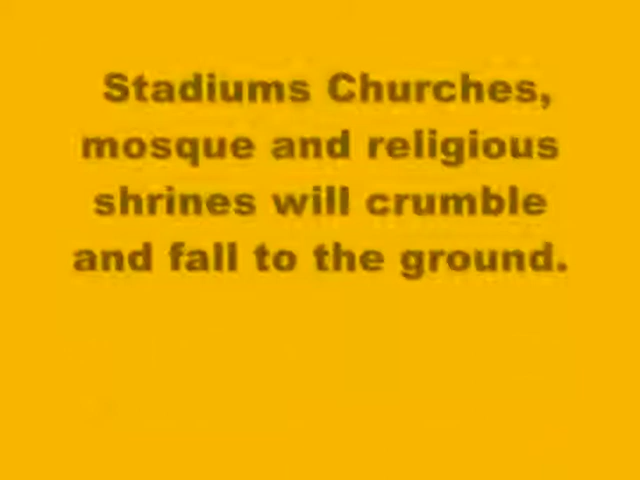 Stadiums Churches,
mosque and religious
shrines will crumble
and fall to the ground.